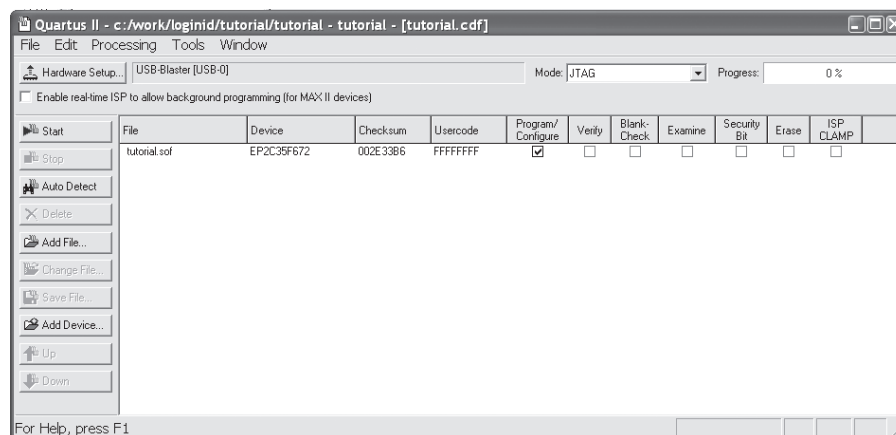 Quartus II - c:/work/loginid/tutorial/tutorial - tutorial - [tutorial.cdf]
File Edit Processing Tools Window
Hardware Setup... USB-Blaster [USB-0] Mode: JTAG Progress: 0 %
Enable real-time ISP to allow background programming (for MAX II devices)
Start
Stop
Auto Detect
Delete
Add File...
Change File...
Save File...
Add Device...
Up
Down
File Device Checksum Usercode Program/Configure Verify Blank-Check Examine Security Bit Erase ISP CLAMP
tutorial.sof EP2C35F672 002E33B6 FFFFFFFF
For Help, press F1